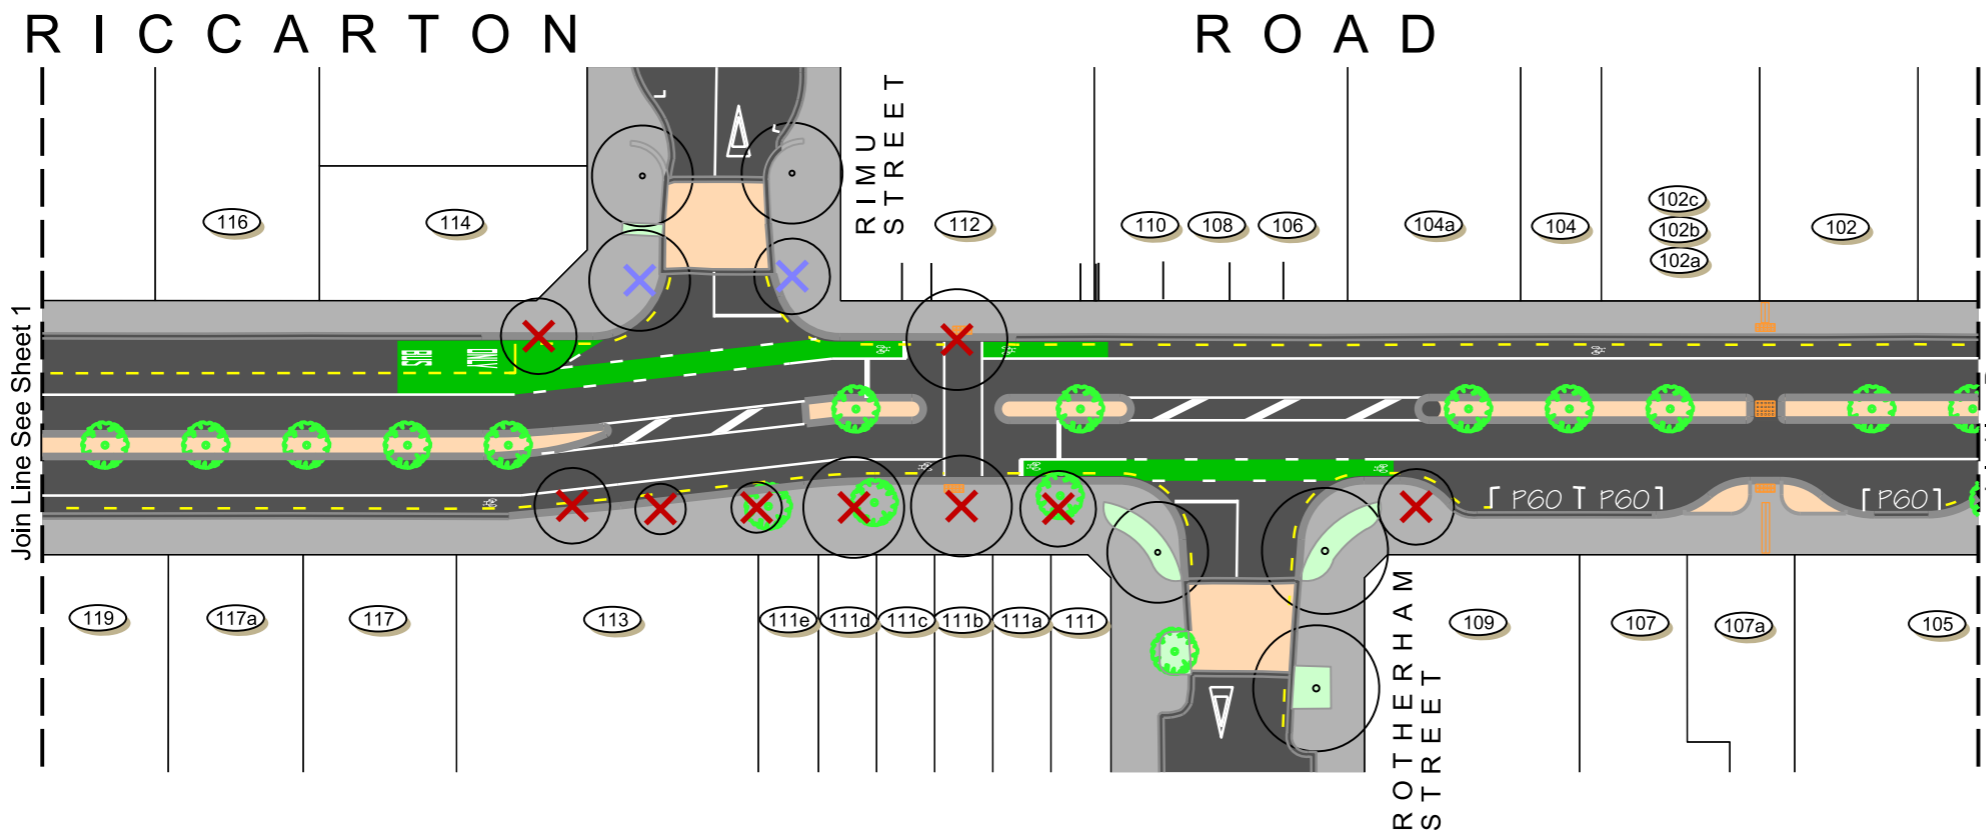 RICCARTON ROAD
RIMU
STREET
116
114
112
110
108
106
104a
104
102c
102b
102a
102
Join Line See Sheet 1
BUS
ONLY
P60
P60
P60
119
117a
117
113
111e
111d
111c
111b
111a
111
109
107
107a
105
ROTHERHAM
STREET